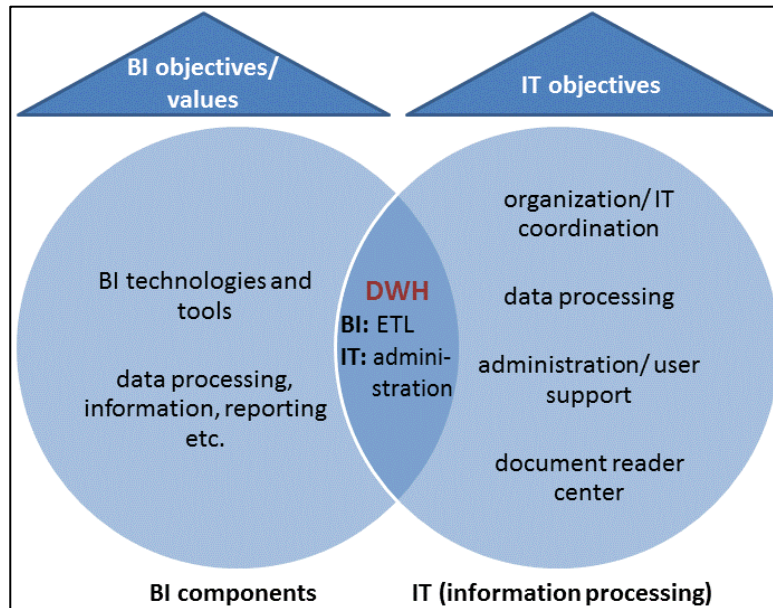 BI objectives/
values
IT objectives
BI technologies and
tools
data processing,
information, reporting
etc.
DWH
BI: ETL
IT: admini-
stration
organization/ IT
coordination
data processing
administration/ user
support
document reader
center
BI components
IT (information processing)